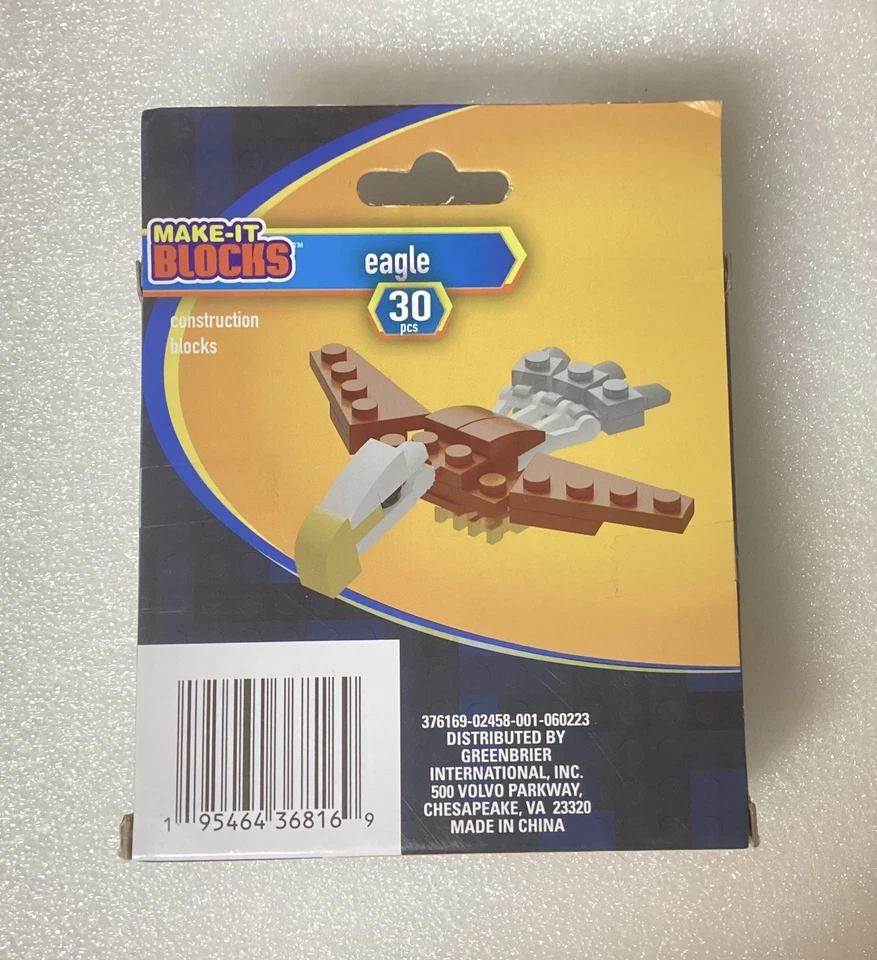 MAKE-IT
BLOCKS™
eagle
30
pcs
construction
blocks
1 95464 36816 9
376169-02458-001-060223
DISTRIBUTED BY
GREENBRIER
INTERNATIONAL, INC.
500 VOLVO PARKWAY,
CHESAPEAKE, VA 23320
MADE IN CHINA